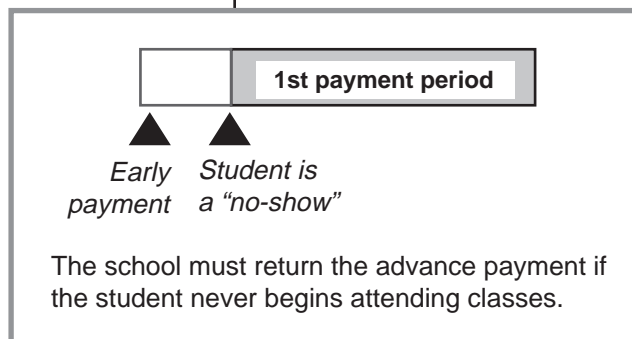 1st payment period
Early Student is
payment a “no-show”
The school must return the advance payment if
the student never begins attending classes.